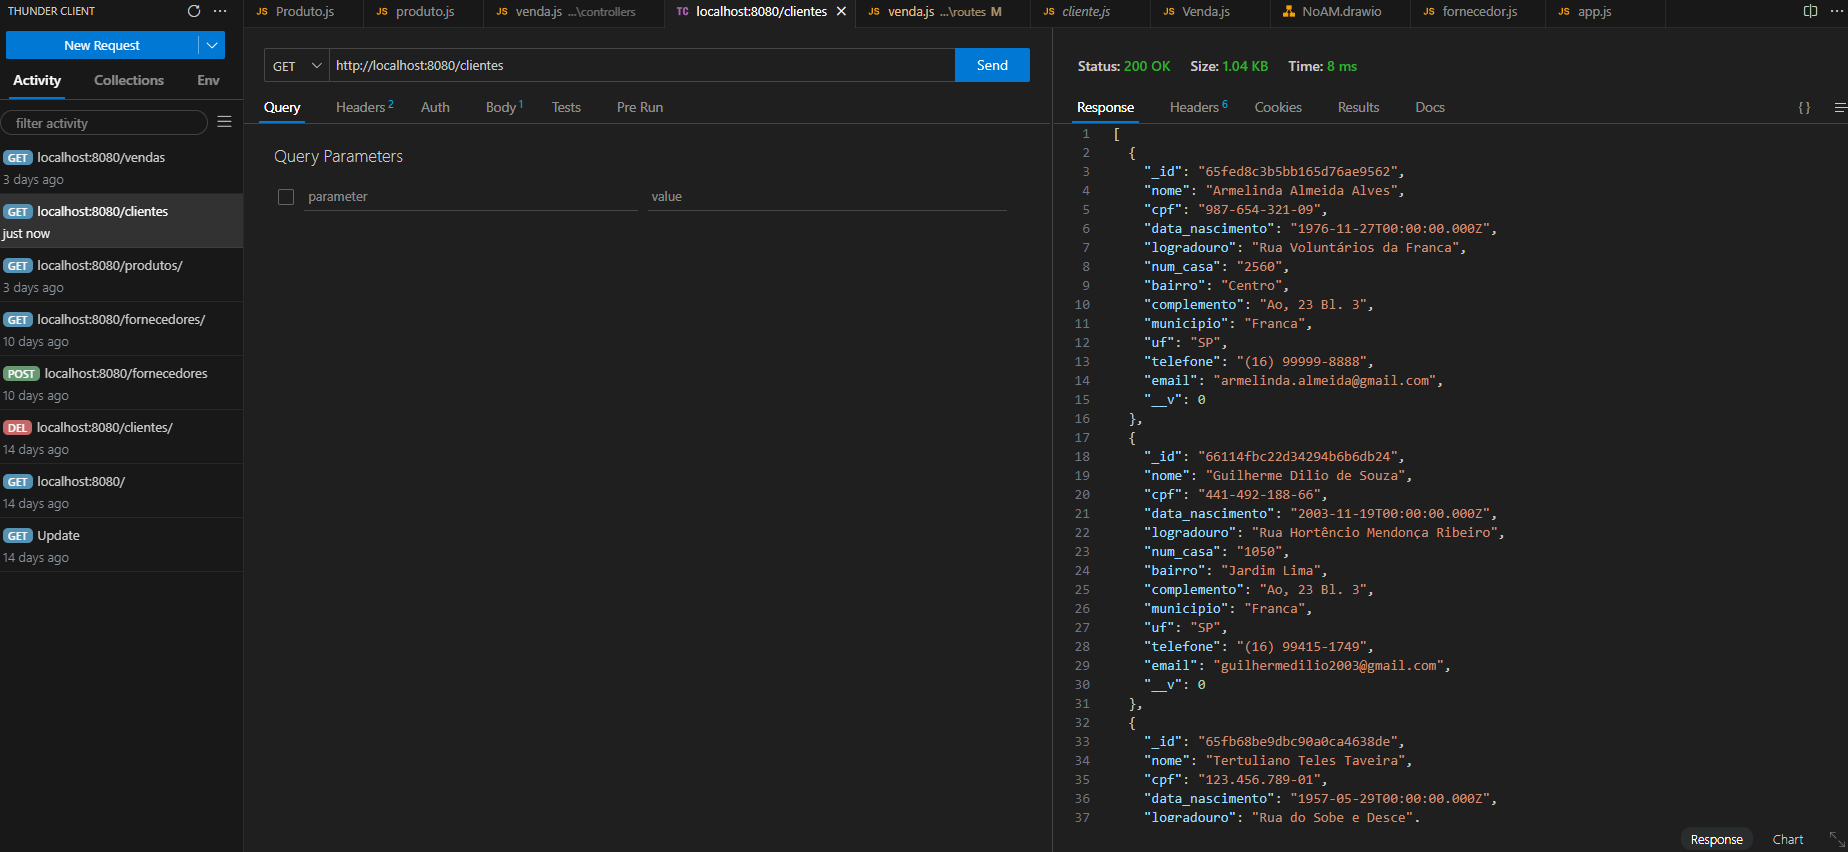 THUNDER CLIENT
New Request
Activity Collections Env
filter activity
GET localhost:8080/vendas
3 days ago
GET localhost:8080/clientes
just now
GET localhost:8080/produtos/
3 days ago
GET localhost:8080/fornecedores/
10 days ago
POST localhost:8080/fornecedores
10 days ago
DEL localhost:8080/clientes/
14 days ago
GET localhost:8080/
14 days ago
GET Update
14 days ago
JS Produto.js JS produto.js JS venda.js ...\controllers TC localhost:8080/clientes JS venda.js ...\routes M JS cliente.js JS Venda.js NoAM.drawio JS fornecedor.js JS app.js
GET http://localhost:8080/clientes Send
Query Headers 2 Auth Body 1 Tests Pre Run
Query Parameters
parameter value
Status: 200 OK Size: 1.04 KB Time: 8 ms
Response Headers 6 Cookies Results Docs {}
1 [
2 {
3 "_id": "65fed8c3b5bb165d76ae9562",
4 "nome": "Armelinda Almeida Alves",
5 "cpf": "987-654-321-09",
6 "data_nascimento": "1976-11-27T00:00:00.000Z",
7 "logradouro": "Rua Voluntários da Franca",
8 "num_casa": "2560",
9 "bairro": "Centro",
10 "complemento": "Ao, 23 Bl. 3",
11 "municipio": "Franca",
12 "uf": "SP",
13 "telefone": "(16) 99999-8888",
14 "email": "armelinda.almeida@gmail.com",
15 "__v": 0
16 },
17 {
18 "_id": "66114fbc22d34294b6b6db24",
19 "nome": "Guilherme Dilio de Souza",
20 "cpf": "441-492-188-66",
21 "data_nascimento": "2003-11-19T00:00:00.000Z",
22 "logradouro": "Rua Hortêncio Mendonça Ribeiro",
23 "num_casa": "1050",
24 "bairro": "Jardim Lima",
25 "complemento": "Ao, 23 Bl. 3",
26 "municipio": "Franca",
27 "uf": "SP",
28 "telefone": "(16) 99415-1749",
29 "email": "guilhermedilio2003@gmail.com",
30 "__v": 0
31 },
32 {
33 "_id": "65fb68be9dbc90a0ca4638de",
34 "nome": "Tertuliano Teles Taveira",
35 "cpf": "123.456.789-01",
36 "data_nascimento": "1957-05-29T00:00:00.000Z",
37 "logradouro": "Rua do Sobe e Desce",
Response Chart